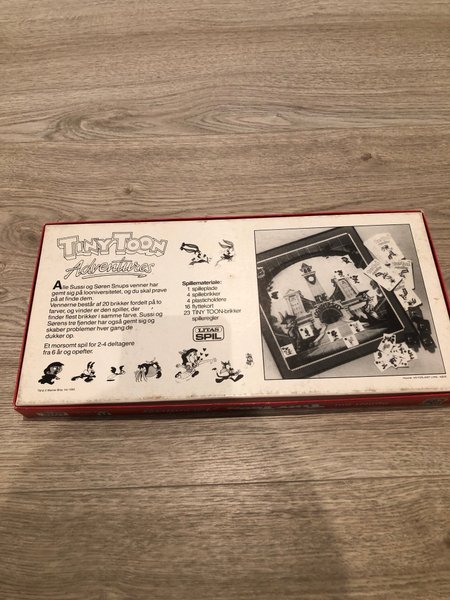 TINY TOON
Adventures
Alle Sussi og Søren Snups venner har
gemt sig på looniversitetet, og du skal prøve
på at finde dem.
Vennerne består af 20 brikker fordelt på to
farver, og vinder er den spiller, der
finder flest brikker i samme farve. Sussi og
Sørens tre fjender har også gemt sig og
skaber problemer hver gang de
dukker op.
Et morsomt spil for 2-4 deltagere
fra 6 år og opefter.
Spillemateriale:
1 spilleplade
4 spillebrikker
4 plasticholdere
16 flyttekort
23 TINY TOON-brikker
spilleregler
LITAS
SPIL